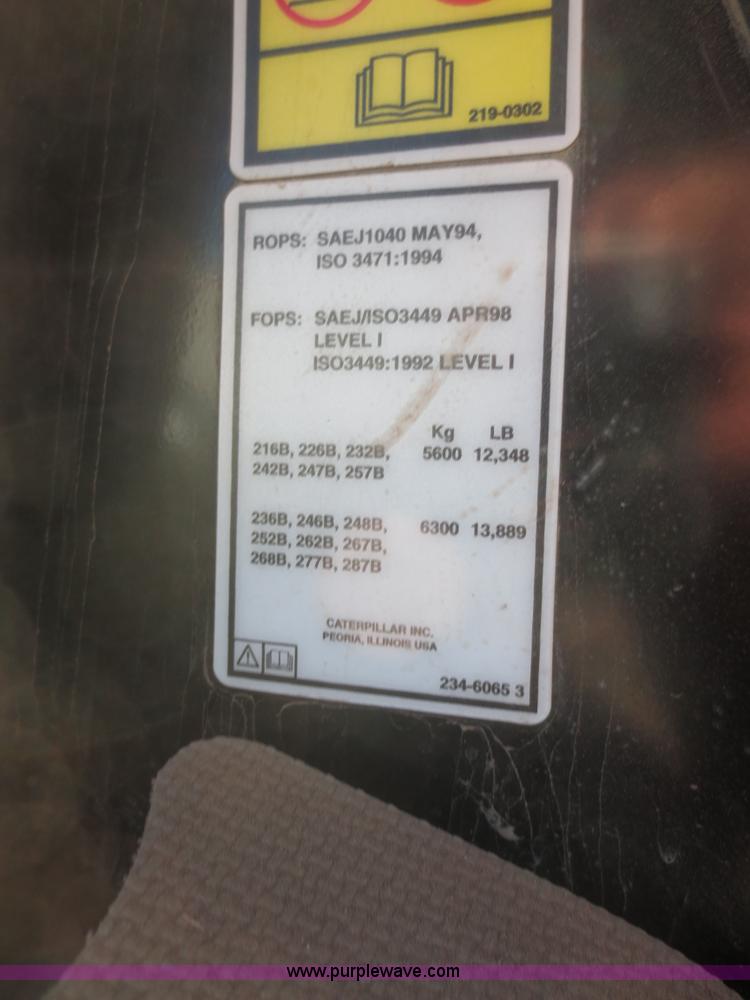 219-0302
ROPS: SAEJ1040 MAY94,
ISO 3471:1994
FOPS: SAEJ/ISO3449 APR98
LEVEL I
ISO3449:1992 LEVEL I
Kg LB
216B, 226B, 232B, 5600 12,348
242B, 247B, 257B
236B, 246B, 248B, 6300 13,889
252B, 262B, 267B,
268B, 277B, 287B
CATERPILLAR INC.
PEORIA, ILLINOIS USA
234-6065 3
www.purplewave.com